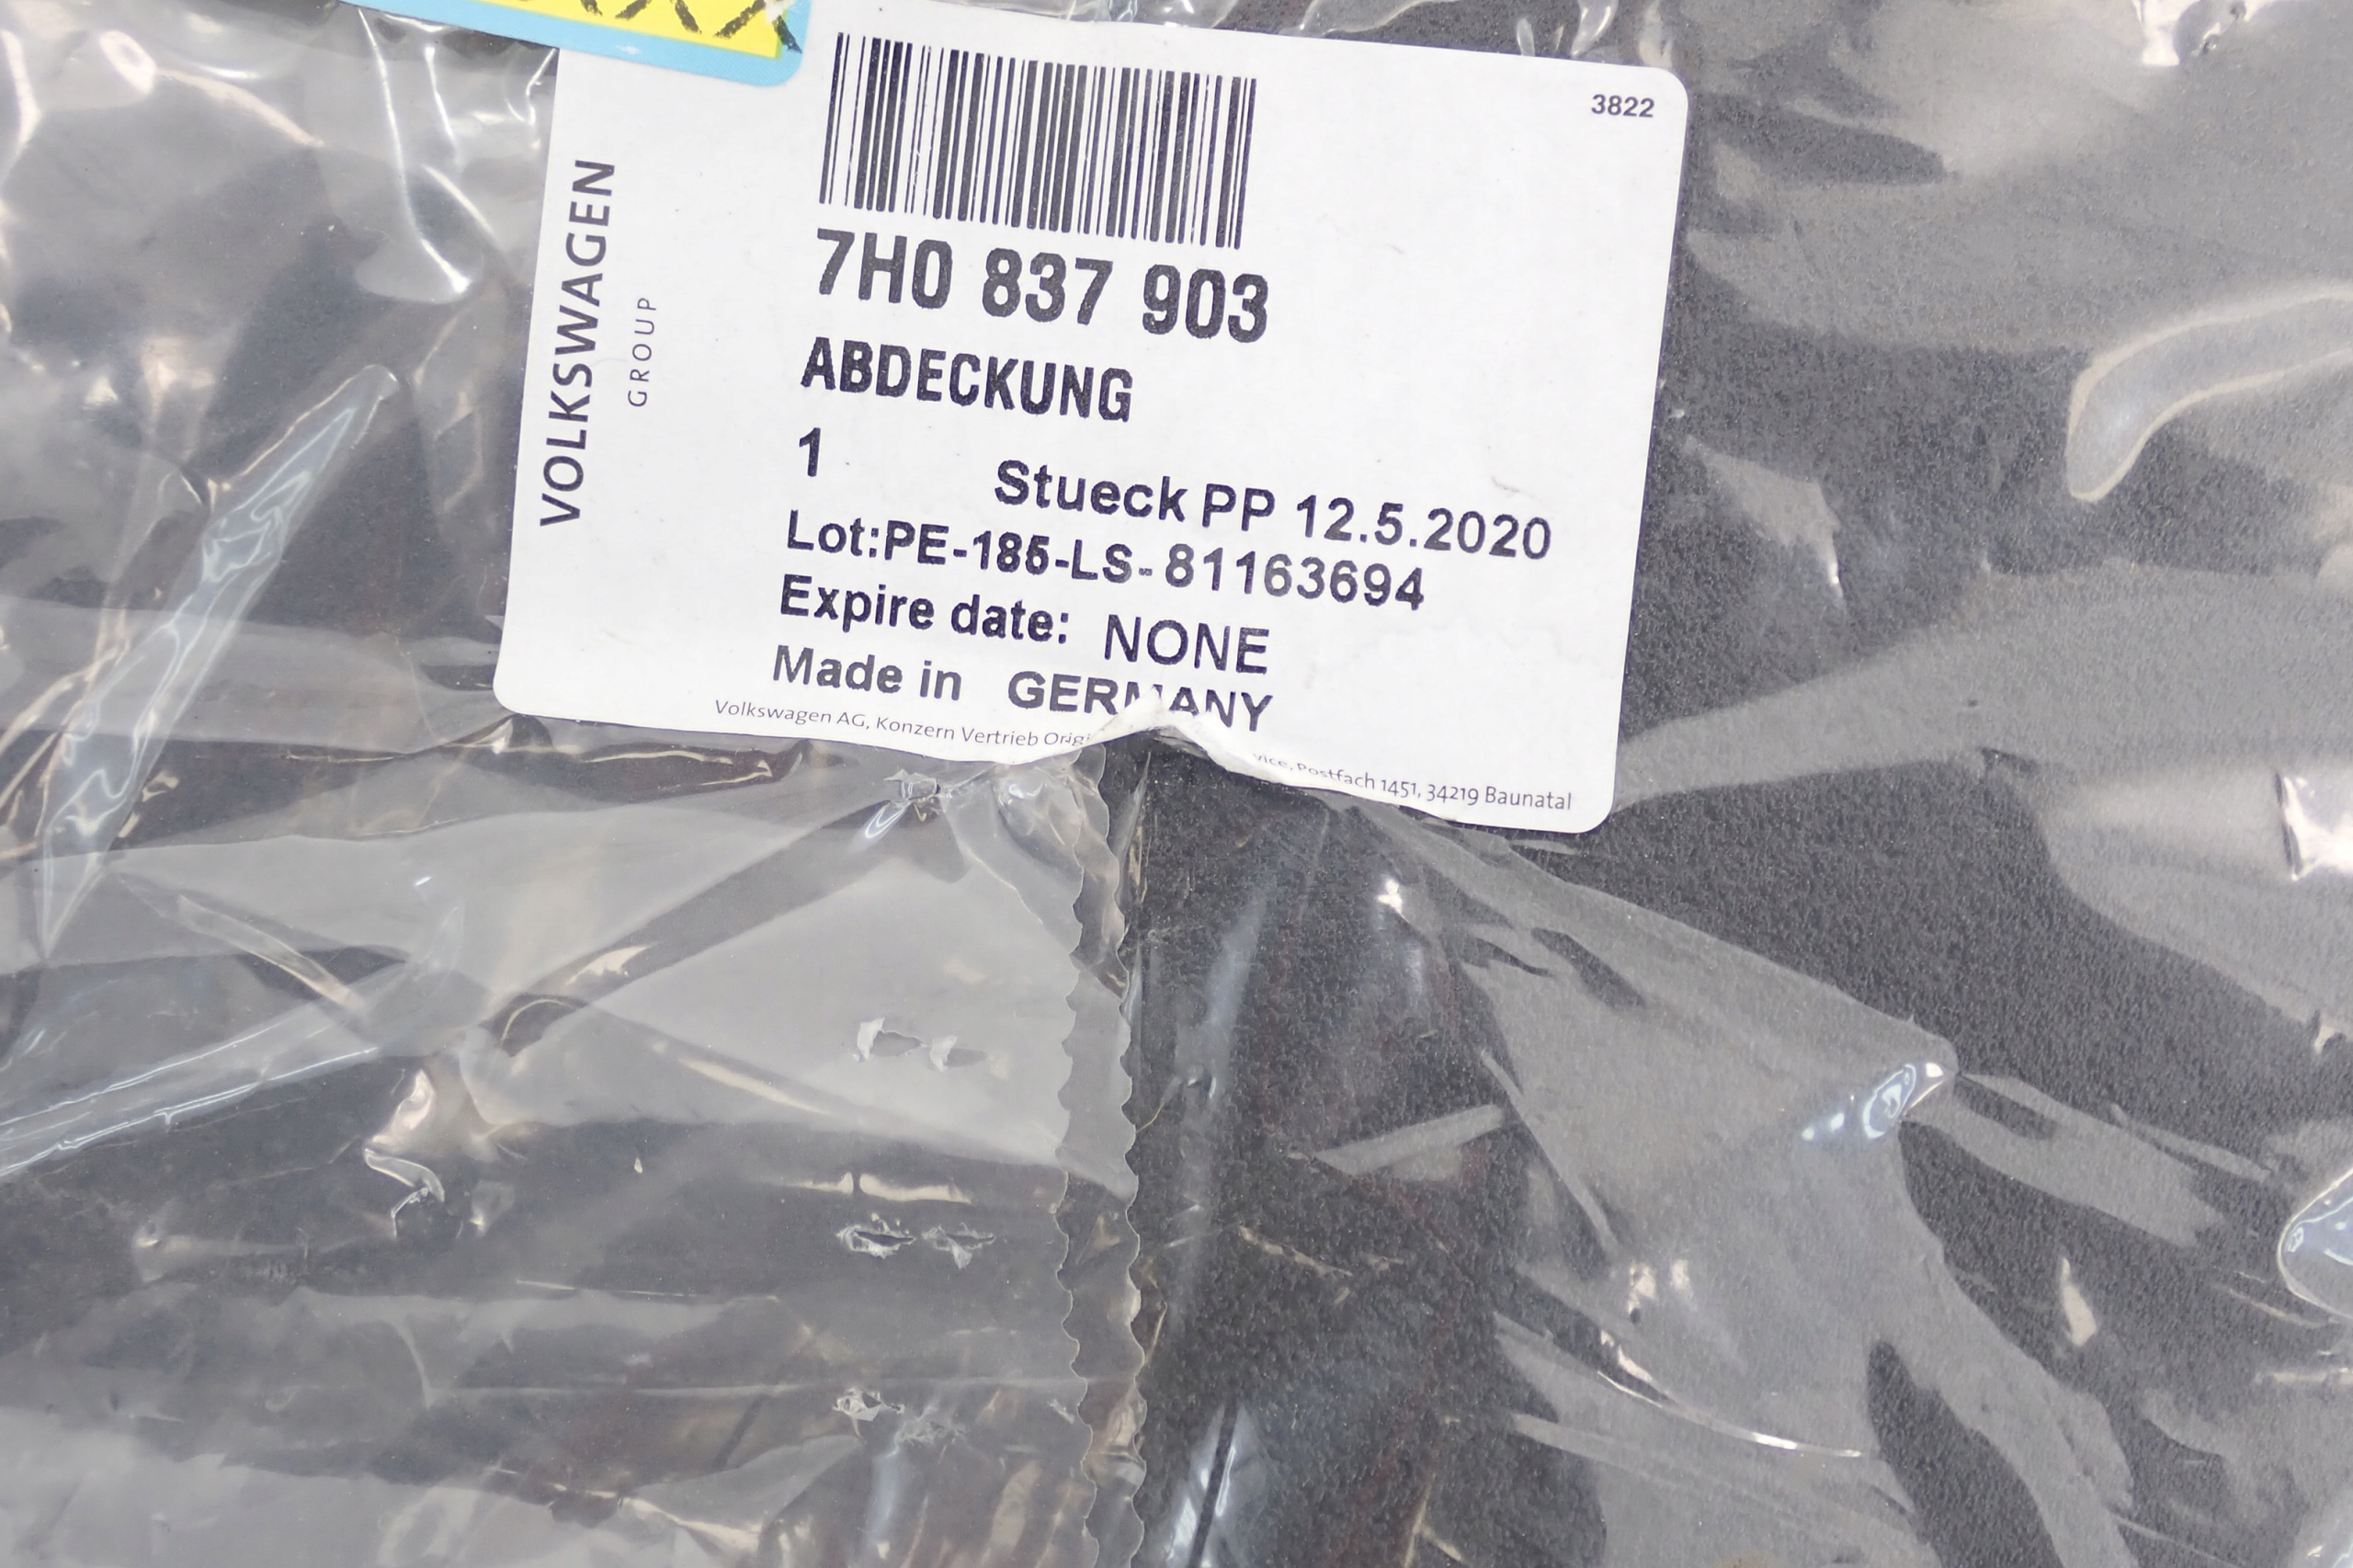 3822
VOLKSWAGEN
GROUP
7H0 837 903
ABDECKUNG
1 Stueck PP 12.5.2020
Lot:PE-185-LS-81163694
Expire date: NONE
Made in GERMANY
Volkswagen AG, Konzern Vertrieb Postfach 1451, 34219 Baunatal